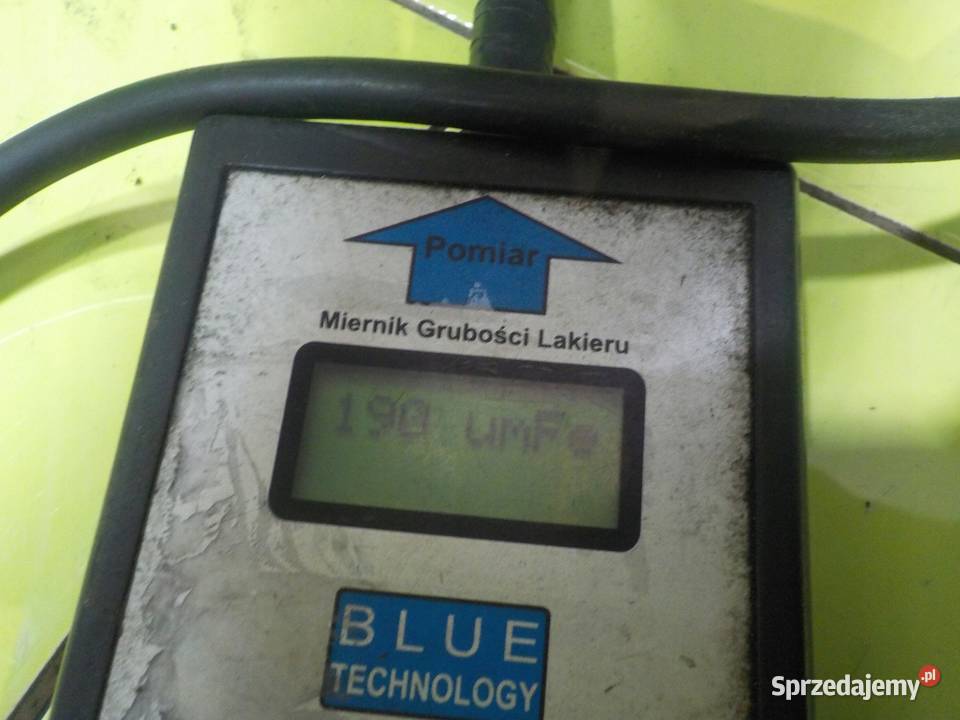 Pomiar
Miernik Grubości Lakieru
190 umFe
BLUE
TECHNOLOGY
Sprzedajemy.pl